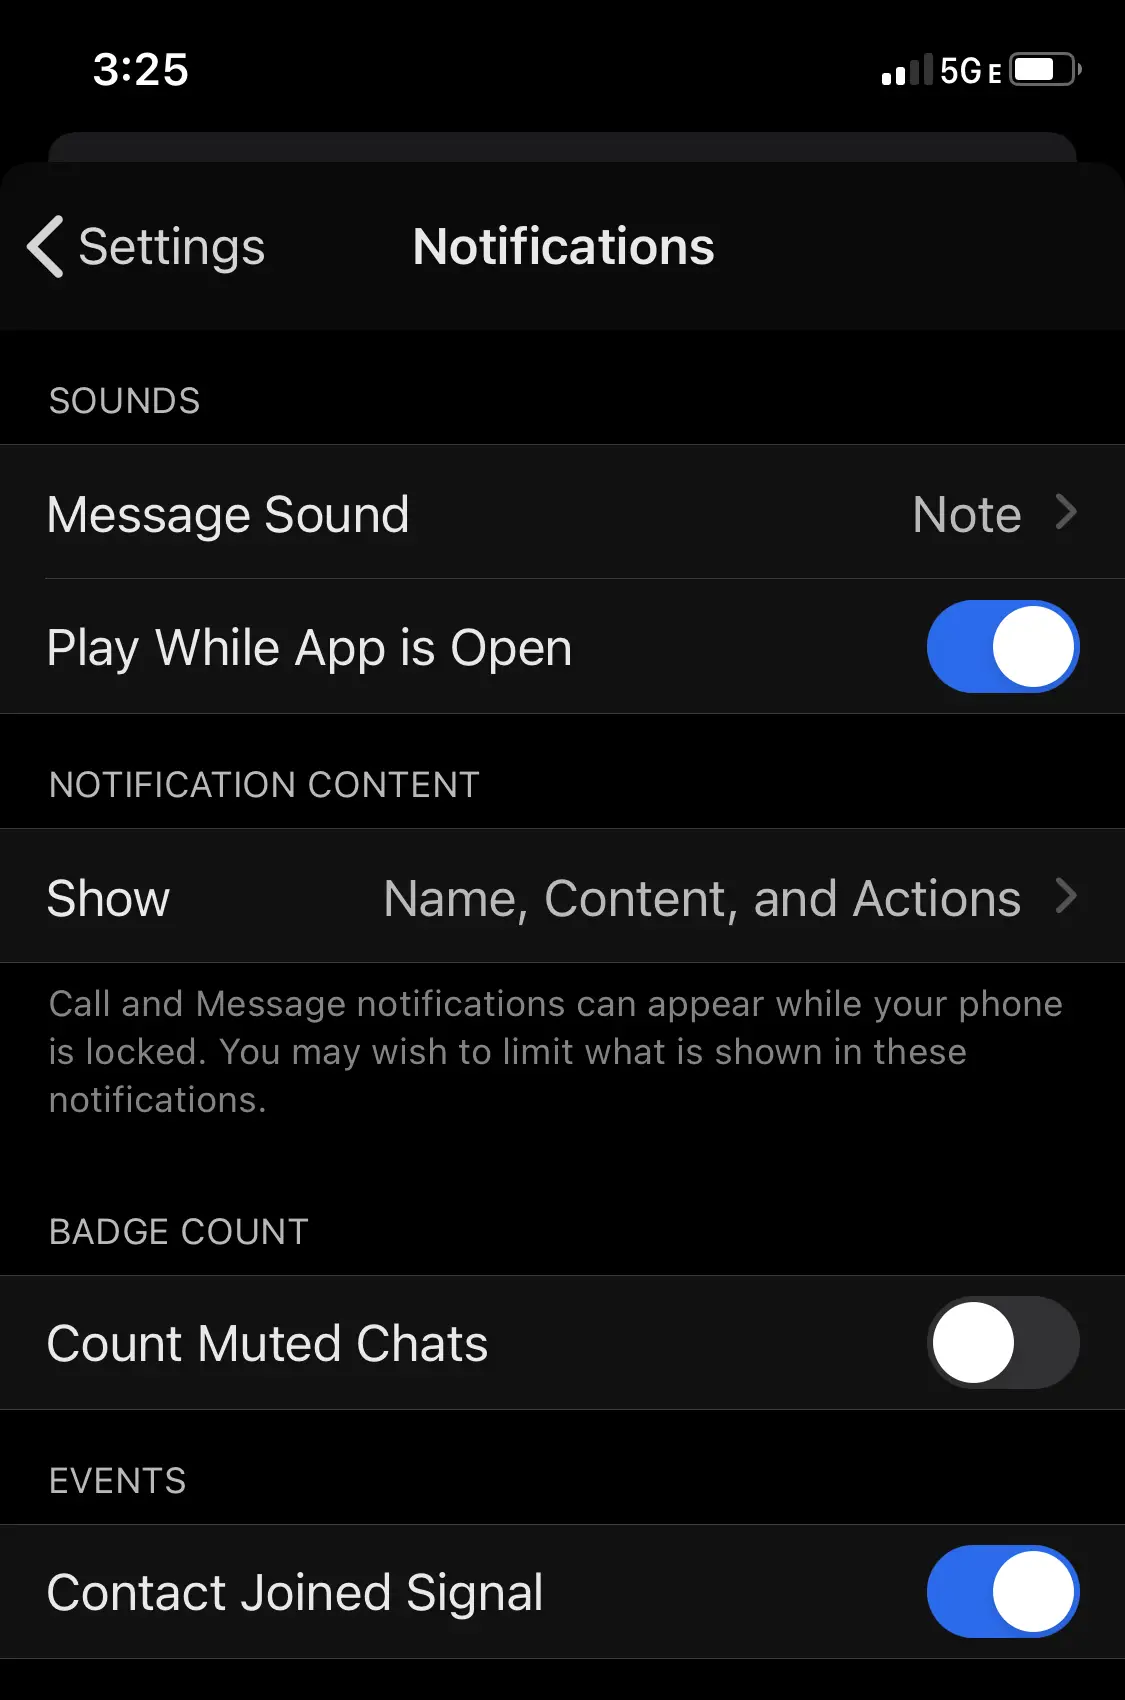 3:25 5G E
Settings Notifications
SOUNDS
Message Sound Note
Play While App is Open
NOTIFICATION CONTENT
Show Name, Content, and Actions
Call and Message notifications can appear while your phone
is locked. You may wish to limit what is shown in these
notifications.
BADGE COUNT
Count Muted Chats
EVENTS
Contact Joined Signal